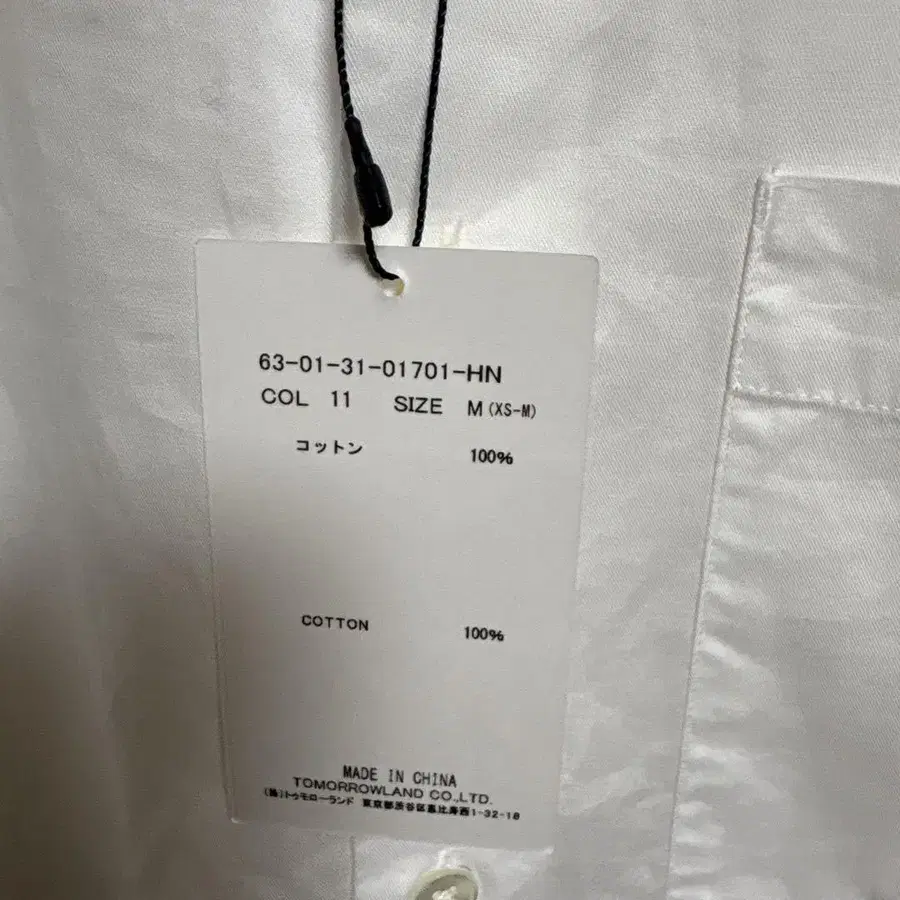 63-01-31-01701-HN
COL 11 SIZE M(XS-M)
コットン 100%
COTTON 100%
MADE IN CHINA
TOMORROWLAND CO.,LTD.
(株)トゥモローランド 東京都渋谷区恵比寿西1-32-18